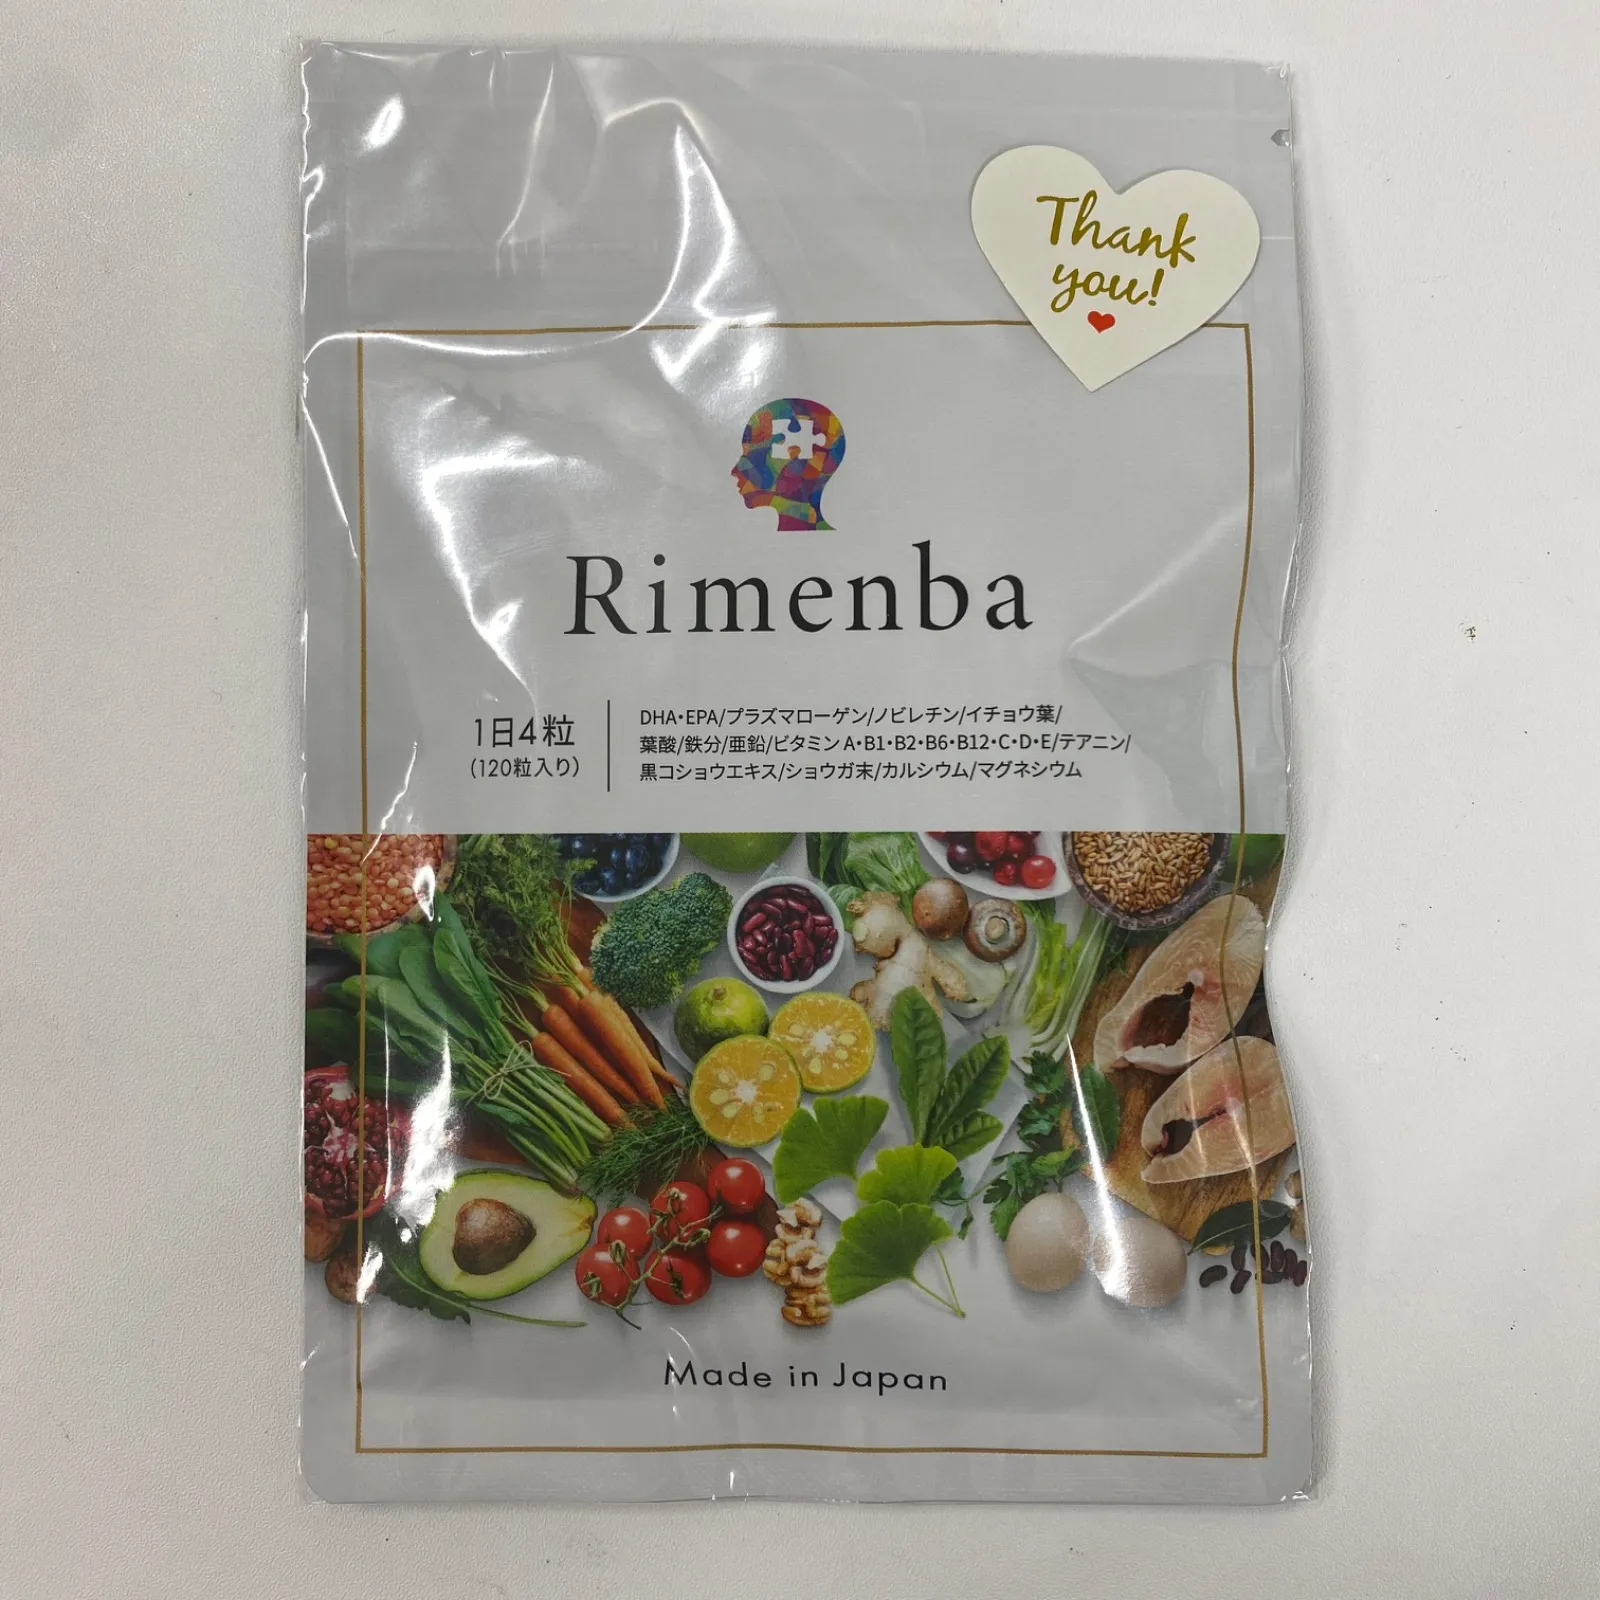 Thank
you!
Rimenba
1日4粒
(120粒入り)
DHA・EPA/プラズマローゲン/ノビレチン/イチョウ葉/
葉酸/鉄分/亜鉛/ビタミンA・B1・B2・B6・B12・C・D・E/テアニン/
黒コショウエキス/ショウガ末/カルシウム/マグネシウム
Made in Japan